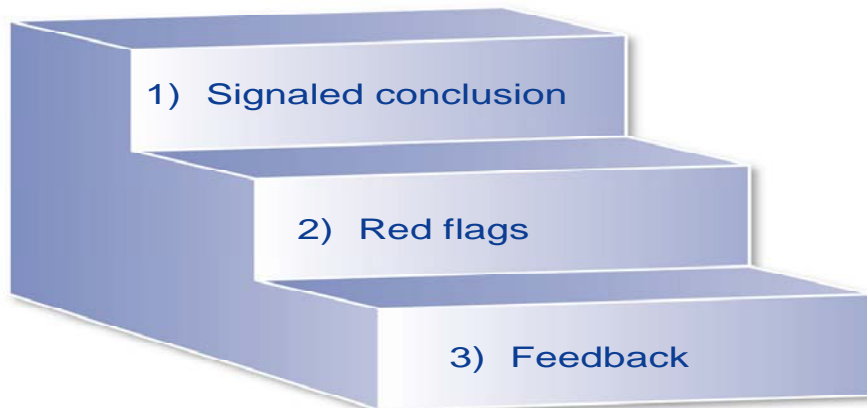 1) Signaled conclusion
2) Red flags
3) Feedback